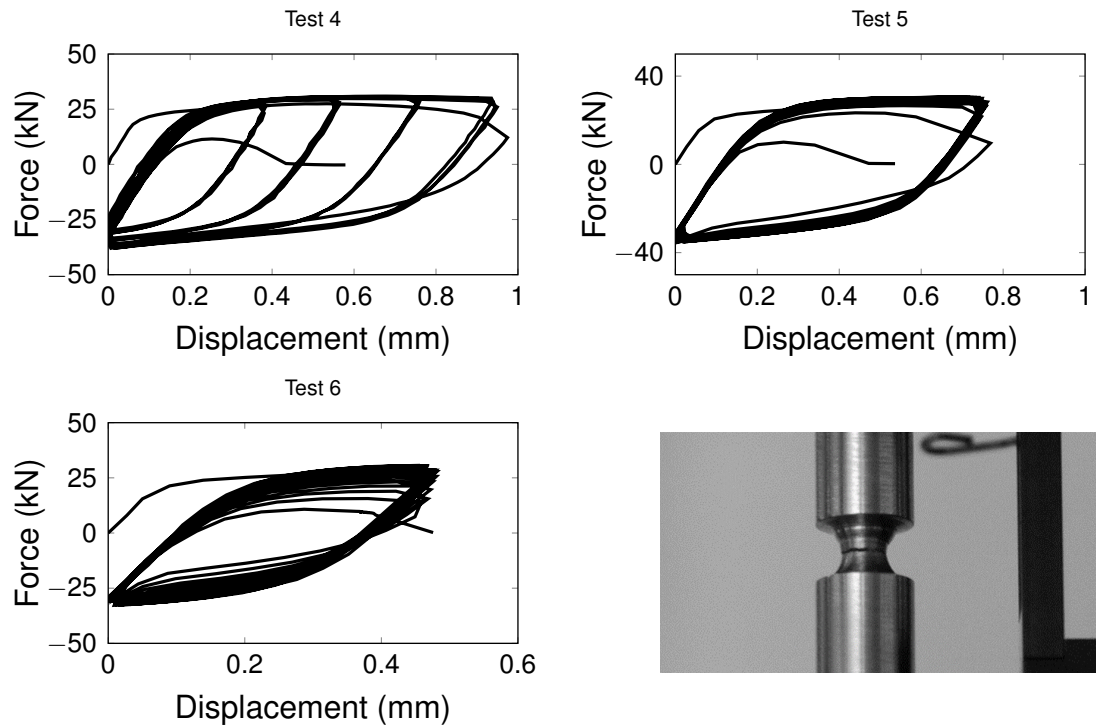 Test 4
50
25
0
−25
−50
0 0.2 0.4 0.6 0.8 1
Force (kN)
Displacement (mm)
Test 5
40
0
−40
0 0.2 0.4 0.6 0.8 1
Force (kN)
Displacement (mm)
Test 6
50
25
0
−25
−50
0 0.2 0.4 0.6
Force (kN)
Displacement (mm)